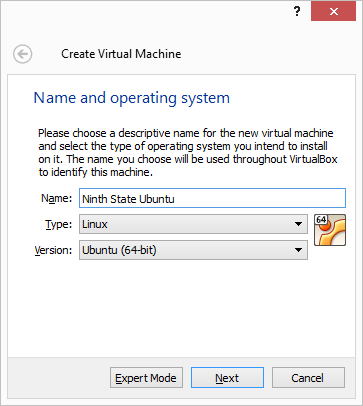 ?
Create Virtual Machine
Name and operating system
Please choose a descriptive name for the new virtual machine
and select the type of operating system you intend to install
on it. The name you choose will be used throughout VirtualBox
to identify this machine.
Name: Ninth State Ubuntu
Type: Linux
64
Version: Ubuntu (64-bit)
Expert Mode Next Cancel